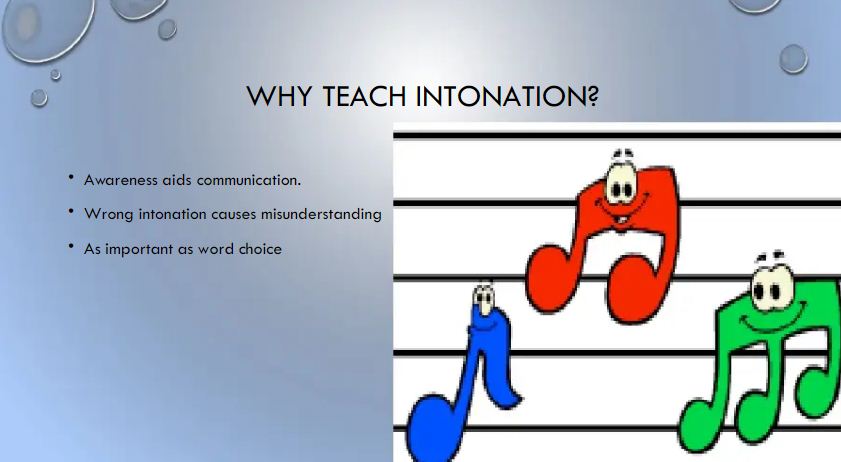 WHY TEACH INTONATION?
• Awareness aids communication.
• Wrong intonation causes misunderstanding
• As important as word choice